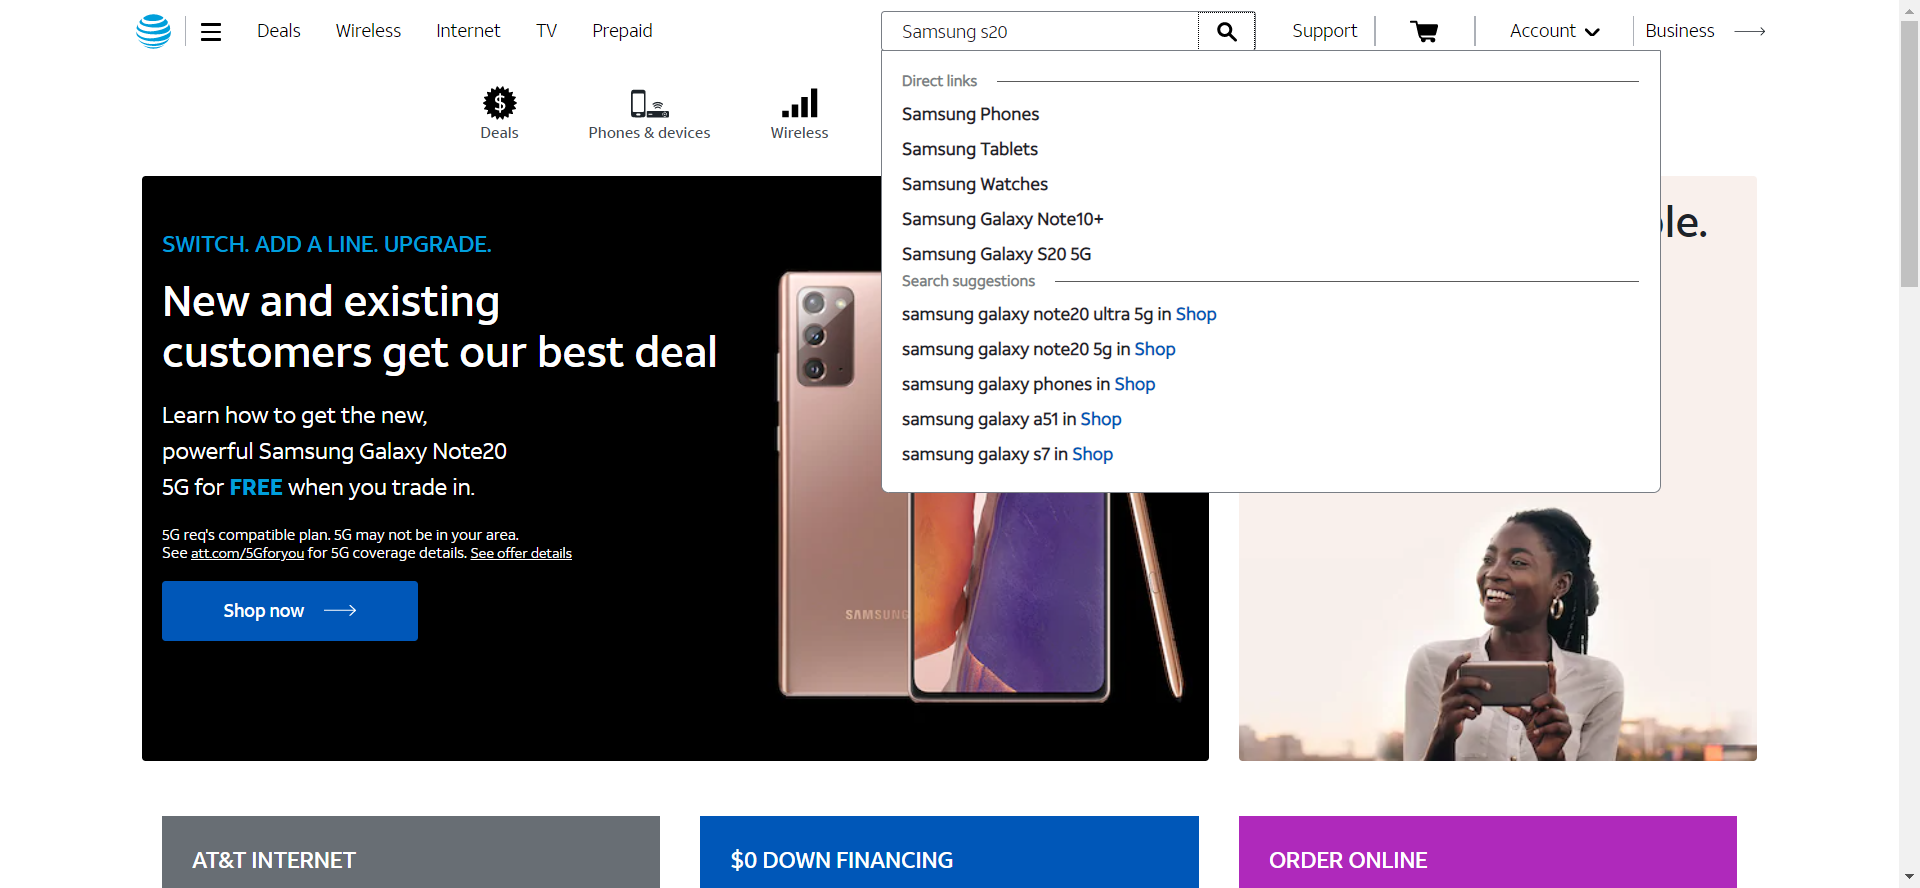 Deals
Wireless
Internet
TV
Prepaid
Samsung s20
Support
Account
Business
Deals
Phones & devices
Wireless
Direct links
Samsung Phones
Samsung Tablets
Samsung Watches
Samsung Galaxy Note10+
Samsung Galaxy S20 5G
Search suggestions
samsung galaxy note20 ultra 5g in Shop
samsung galaxy note20 5g in Shop
samsung galaxy phones in Shop
samsung galaxy a51 in Shop
samsung galaxy s7 in Shop
SWITCH. ADD A LINE. UPGRADE.
New and existing
customers get our best deal
Learn how to get the new,
powerful Samsung Galaxy Note20
5G for FREE when you trade in.
5G req's compatible plan. 5G may not be in your area.
See att.com/5Gforyou for 5G coverage details. See offer details
Shop now
SAMSUNG
le.
AT&T INTERNET
$0 DOWN FINANCING
ORDER ONLINE